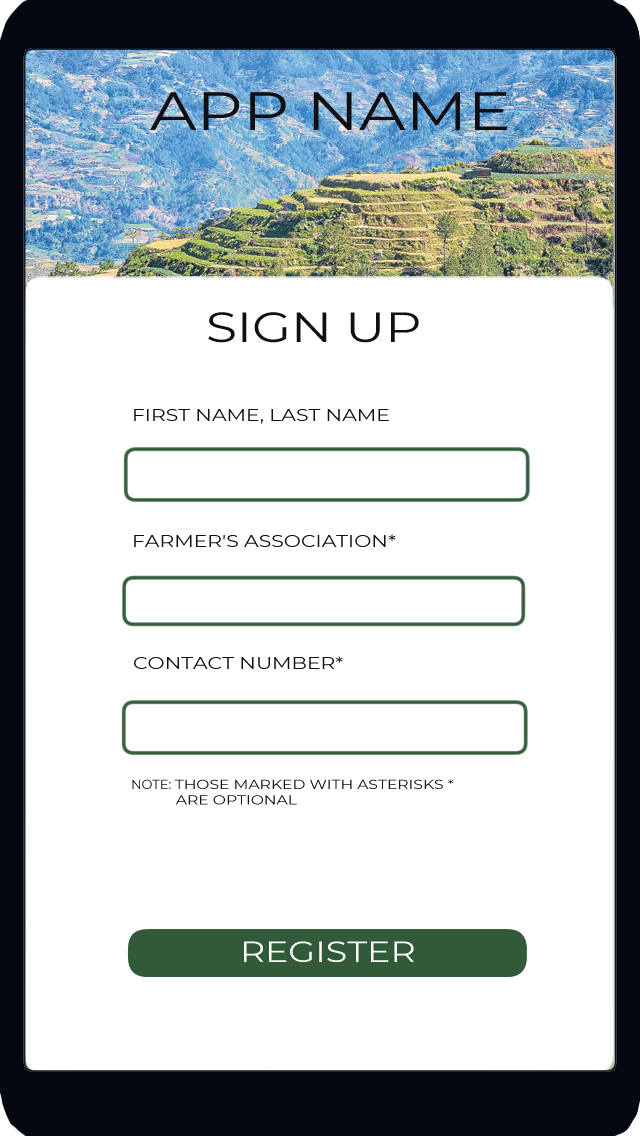 APP NAME
SIGN UP
FIRST NAME, LAST NAME
FARMER'S ASSOCIATION*
CONTACT NUMBER*
NOTE: THOSE MARKED WITH ASTERISKS *
ARE OPTIONAL
REGISTER